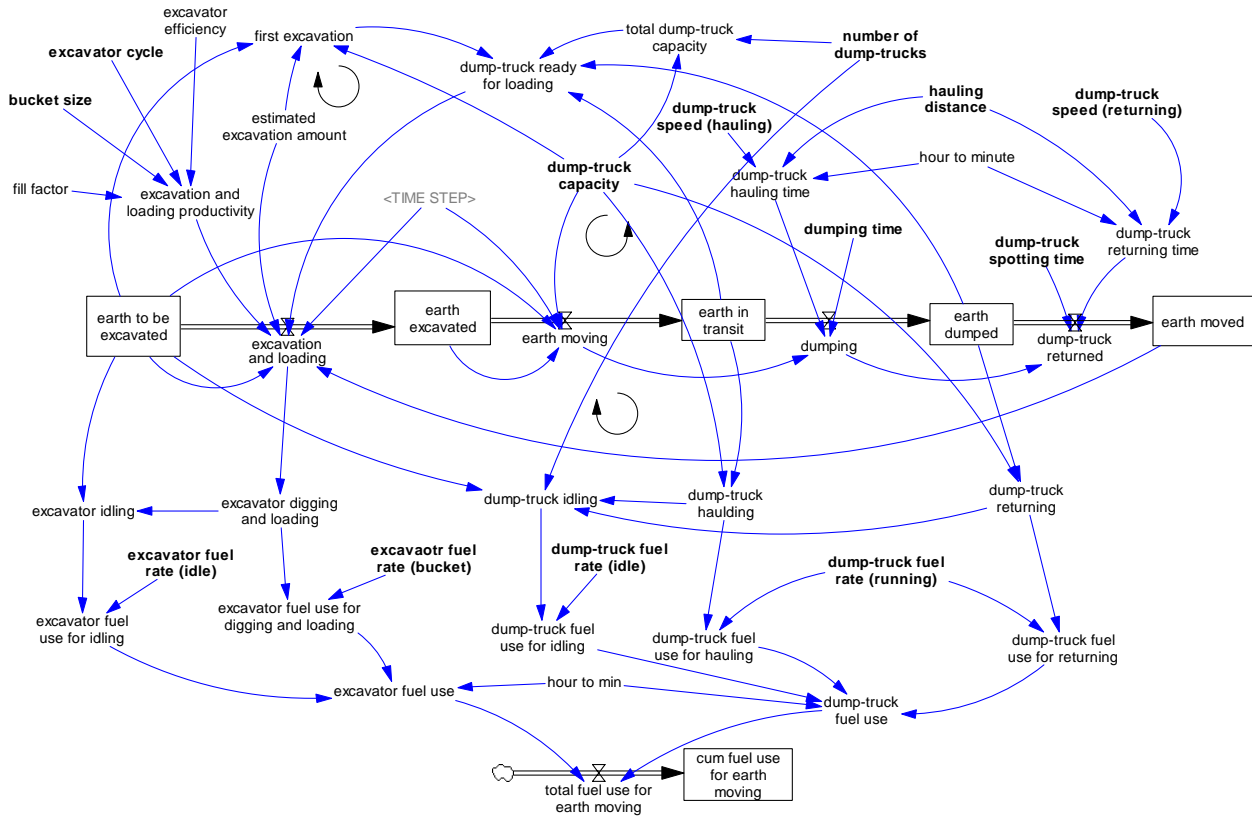 excavator
efficiency
first excavation
total dump-truck
capacity
number of
dump-trucks
excavator cycle
dump-truck ready
for loading
bucket size
estimated
excavation amount
dump-truck
speed (hauling)
hauling
distance
dump-truck
speed (returning)
fill factor
excavation and
loading productivity
<TIME STEP>
dump-truck
capacity
dump-truck
hauling time
hour to minute
dumping time
dump-truck
spotting time
dump-truck
returning time
earth to be
excavated
excavation
and loading
earth
excavated
earth moving
earth in
transit
dumping
earth
dumped
dump-truck
returned
earth moved
excavator idling
excavator digging
and loading
dump-truck idling
dump-truck
haulding
dump-truck
returning
excavator fuel
rate (idle)
excavaotr fuel
rate (bucket)
dump-truck fuel
rate (idle)
dump-truck fuel
rate (running)
excavator fuel
use for idling
excavator fuel use for
digging and loading
dump-truck fuel
use for idling
dump-truck fuel
use for hauling
dump-truck fuel
use for returning
excavator fuel use
hour to min
dump-truck
fuel use
total fuel use for
earth moving
cum fuel use
for earth
moving